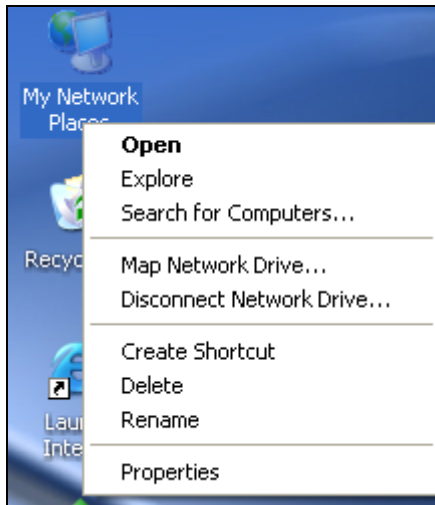 My Network
Places
Open
Explore
Search for Computers...
Map Network Drive...
Disconnect Network Drive...
Create Shortcut
Delete
Rename
Properties